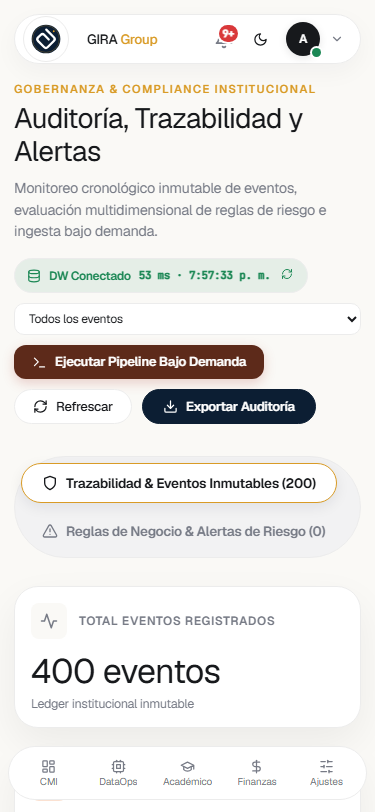 GIRA Group
9+
A
GOBERNANZA & COMPLIANCE INSTITUCIONAL
Auditoría, Trazabilidad y
Alertas
Monitoreo cronológico inmutable de eventos,
evaluación multidimensional de reglas de riesgo e
ingesta bajo demanda.
DW Conectado 53 ms · 7:57:33 p. m.
Todos los eventos
Ejecutar Pipeline Bajo Demanda
Refrescar
Exportar Auditoría
Trazabilidad & Eventos Inmutables (200)
Reglas de Negocio & Alertas de Riesgo (0)
TOTAL EVENTOS REGISTRADOS
400 eventos
Ledger institucional inmutable
CMI
DataOps
Académico
Finanzas
Ajustes